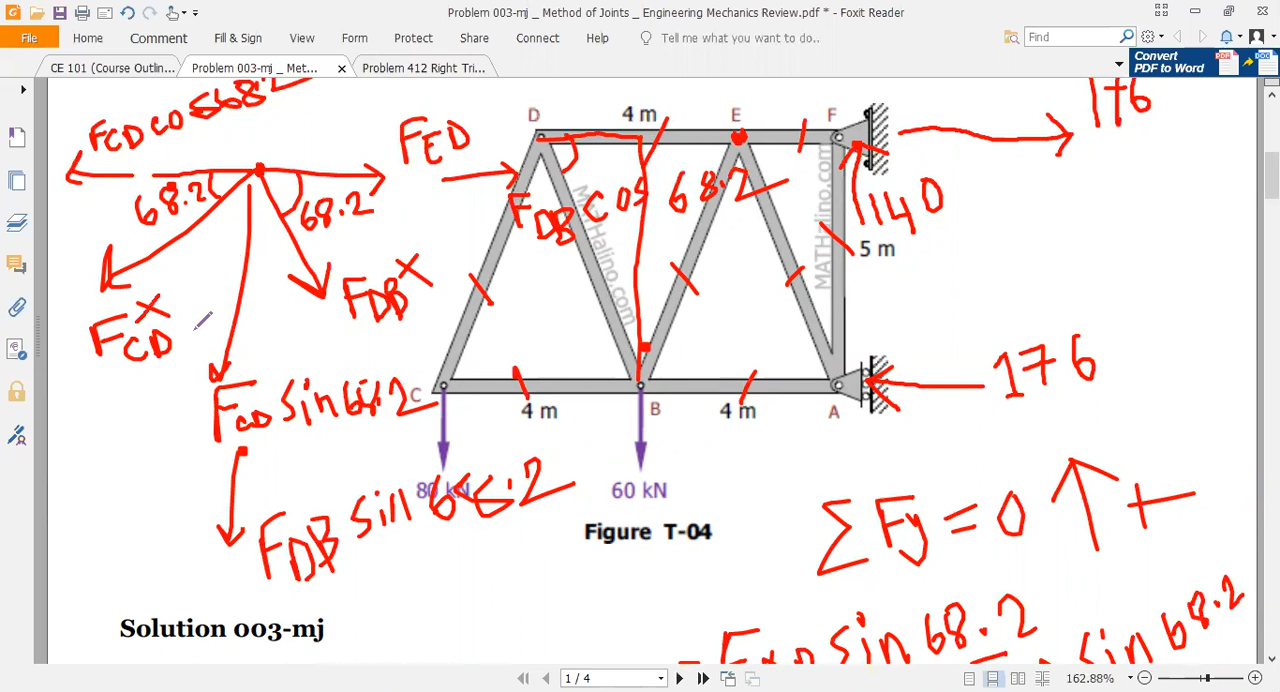 Problem 003-mj _ Method of Joints _ Engineering Mechanics Review.pdf * - Foxit Reader
File Home Comment Fill & Sign View Form Protect Share Connect Help Tell me what you want to do.. Find
CE 101 (Course Outlin... Problem 003-mj _ Met... Problem 412 Right Tri...
Convert
PDF to Word
FCD cos 68.2
FED
176
D 4 m E F
68.2
68.2
FDB cos 68.2
1140
MATHalino.com
MATHalino.com
5 m
FDB
FCD
176
FCD sin 68.2
C 4 m B 4 m A
80 kN 60 kN
FDB sin 68.2
Figure T-04
ΣFy = 0 ↑ +
Solution 003-mj
sin 68.2
sin 68.2
1 / 4
162.88%